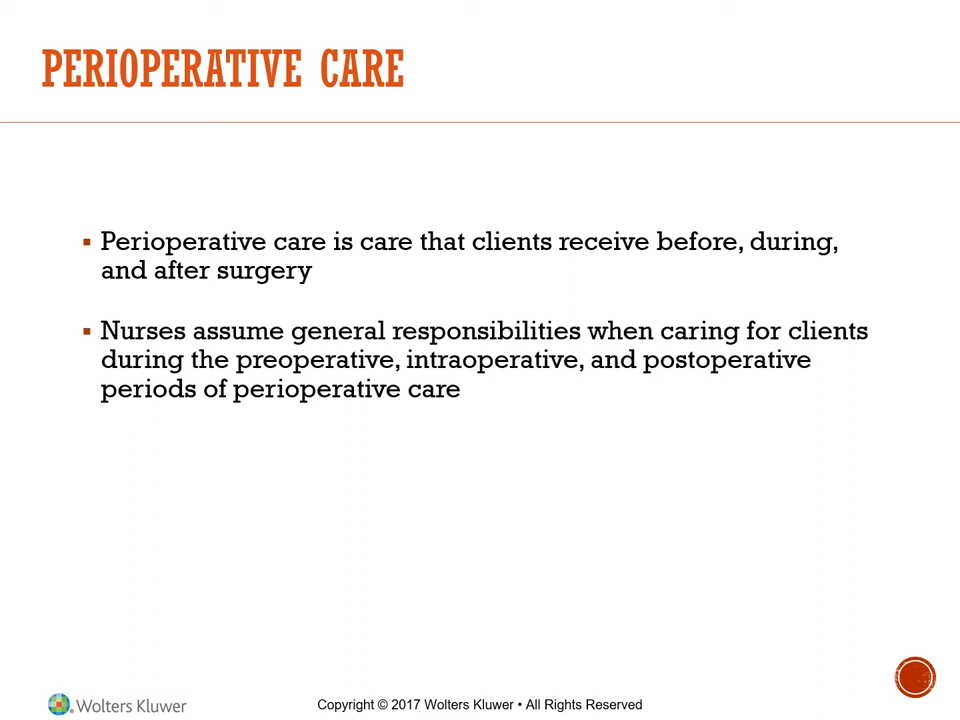 PERIOPERATIVE CARE
▪ Perioperative care is care that clients receive before, during,
and after surgery
▪ Nurses assume general responsibilities when caring for clients
during the preoperative, intraoperative, and postoperative
periods of perioperative care
Wolters Kluwer
Copyright © 2017 Wolters Kluwer • All Rights Reserved